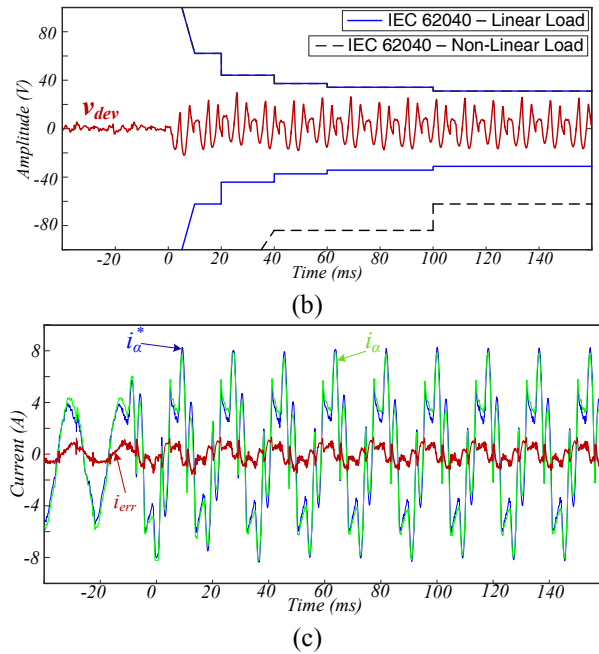 IEC 62040 – Linear Load
IEC 62040 – Non-Linear Load
v_dev
Amplitude (V)
80
40
0
-40
-80
-20 0 20 40 60 80 100 120 140
Time (ms)
(b)
i_α^*
i_α
i_err
Current (A)
8
4
0
-4
-8
-20 0 20 40 60 80 100 120 140
Time (ms)
(c)